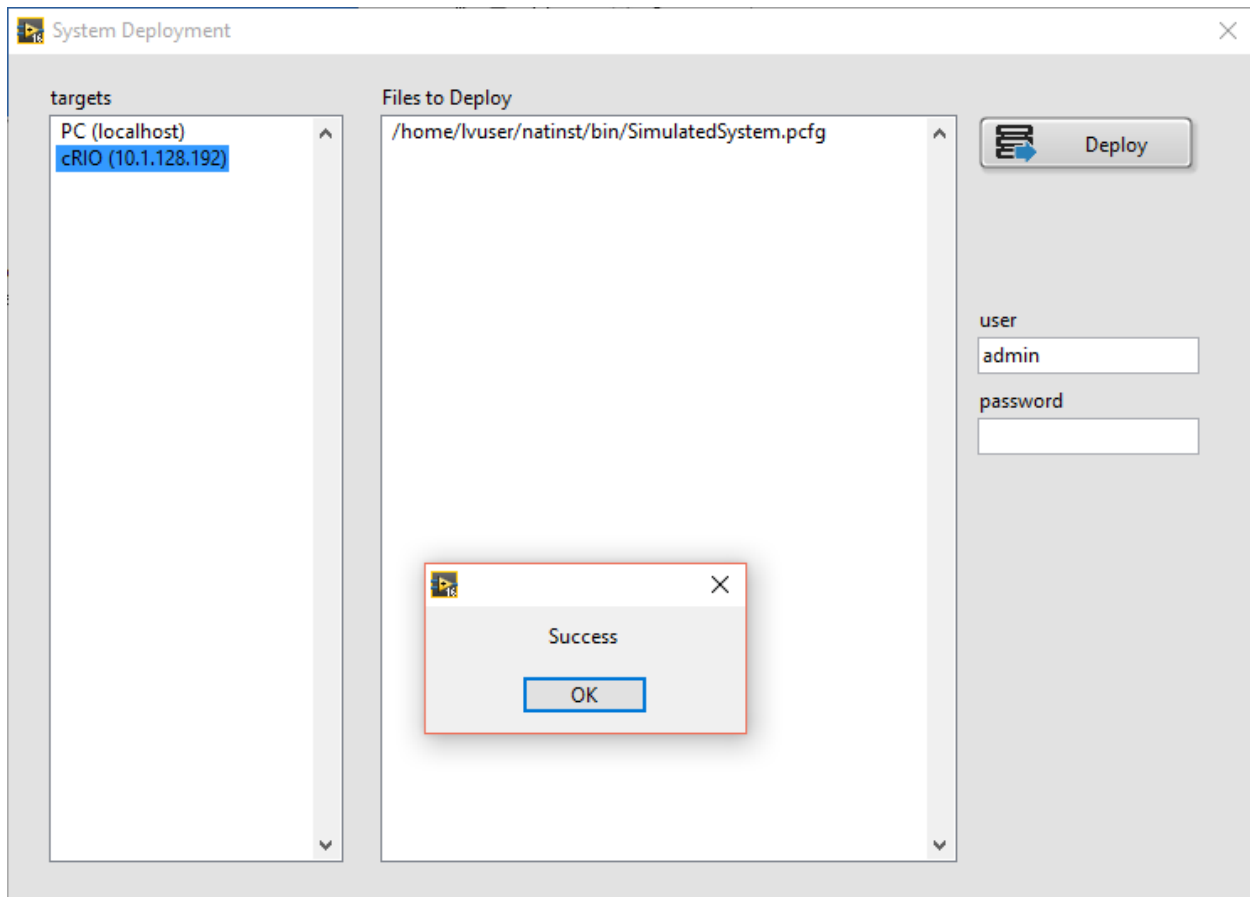 System Deployment
targets
PC (localhost)
cRIO (10.1.128.192)
Files to Deploy
/home/lvuser/natinst/bin/SimulatedSystem.pcfg
Deploy
user
admin
password
Success
OK